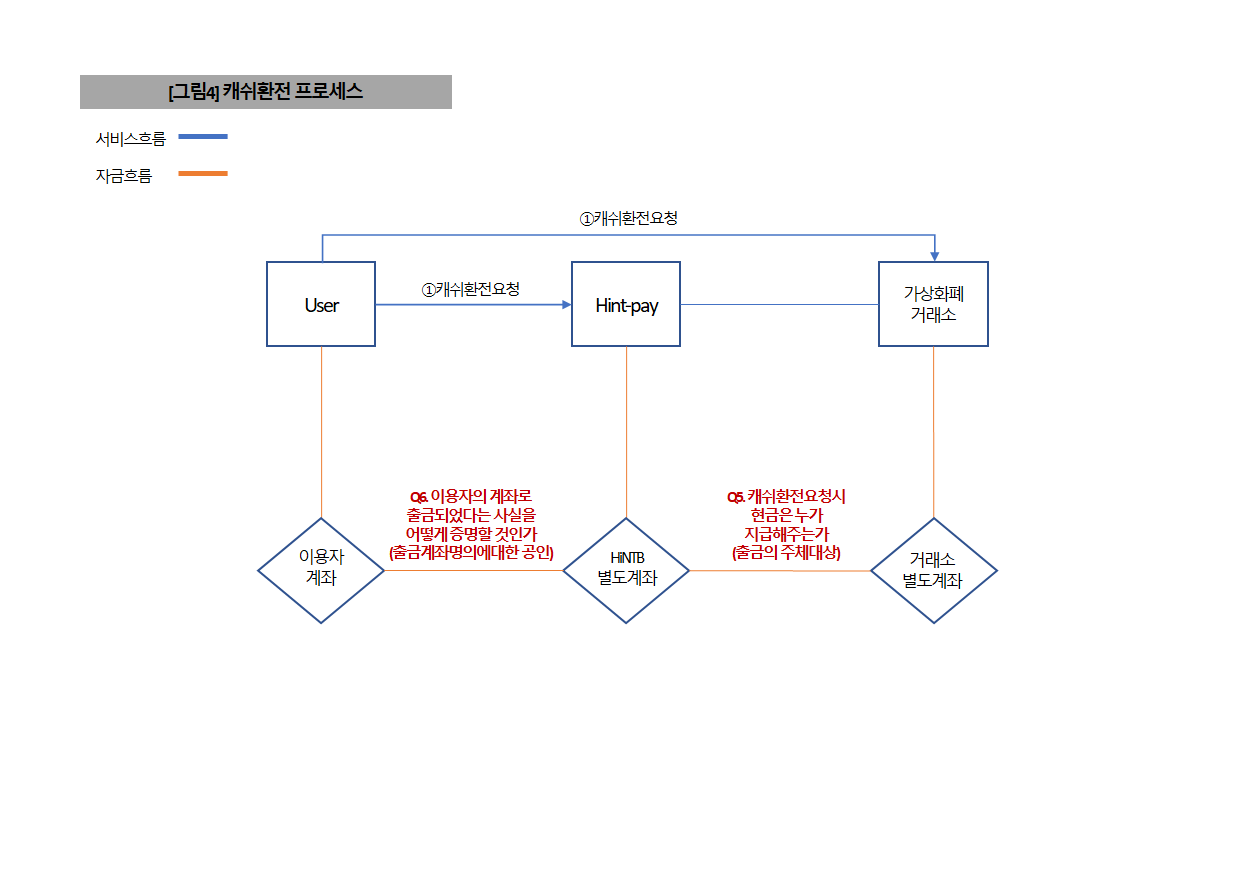 [그림4] 캐쉬환전 프로세스
서비스흐름
자금흐름
①캐쉬환전요청
User
①캐쉬환전요청
Hint-pay
가상화폐
거래소
Q6. 이용자의 계좌로
출금되었다는 사실을
어떻게 증명할 것인가
(출금계좌명의에대한 공인)
Q5. 캐쉬환전요청시
현금은 누가
지급해주는가
(출금의 주체대상)
이용자
계좌
HiNTB
별도계좌
거래소
별도계좌